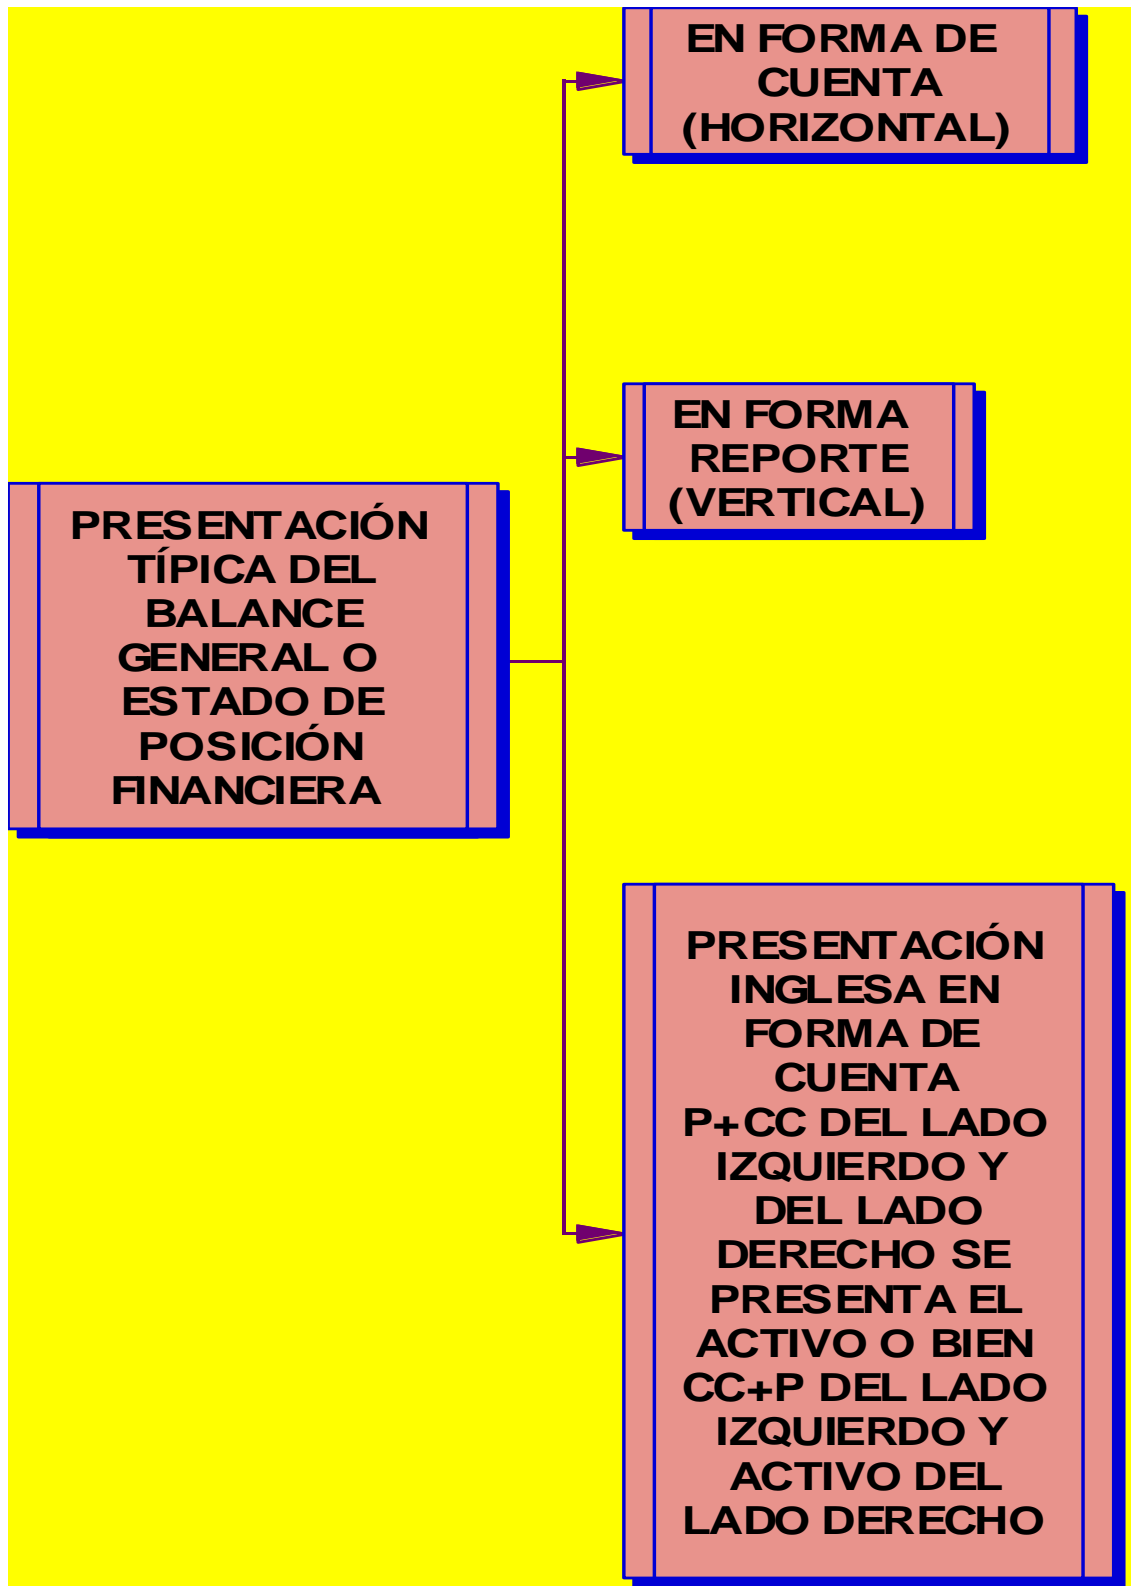 EN FORMA DE
CUENTA
(HORIZONTAL)
EN FORMA
REPORTE
(VERTICAL)
PRESENTACIÓN
TÍPICA DEL
BALANCE
GENERAL O
ESTADO DE
POSICIÓN
FINANCIERA
PRESENTACIÓN
INGLESA EN
FORMA DE
CUENTA
P+CC DEL LADO
IZQUIERDO Y
DEL LADO
DERECHO SE
PRESENTA EL
ACTIVO O BIEN
CC+P DEL LADO
IZQUIERDO Y
ACTIVO DEL
LADO DERECHO